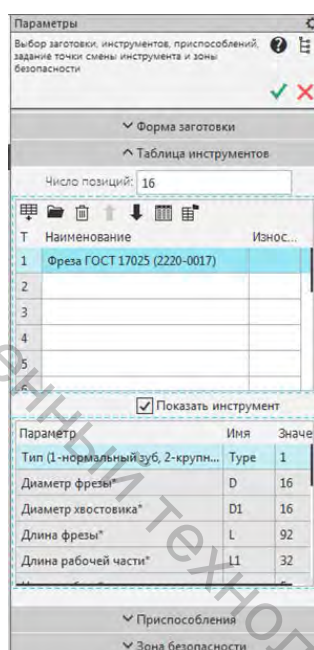 Параметры
Выбор заготовки, инструментов, приспособлений,
задание точки смены инструмента и зоны
безопасности
Форма заготовки
Таблица инструментов
Число позиций: 16
T Наименование Износ...
1 Фреза ГОСТ 17025 (2220-0017)
2
3
4
5
Показать инструмент
Параметр Имя Значе
Тип (1-нормальный зуб, 2-крупн... Type 1
Диаметр фрезы* D 16
Диаметр хвостовика* D1 16
Длина фрезы* L 92
Длина рабочей части* L1 32
Приспособления
Зона безопасности